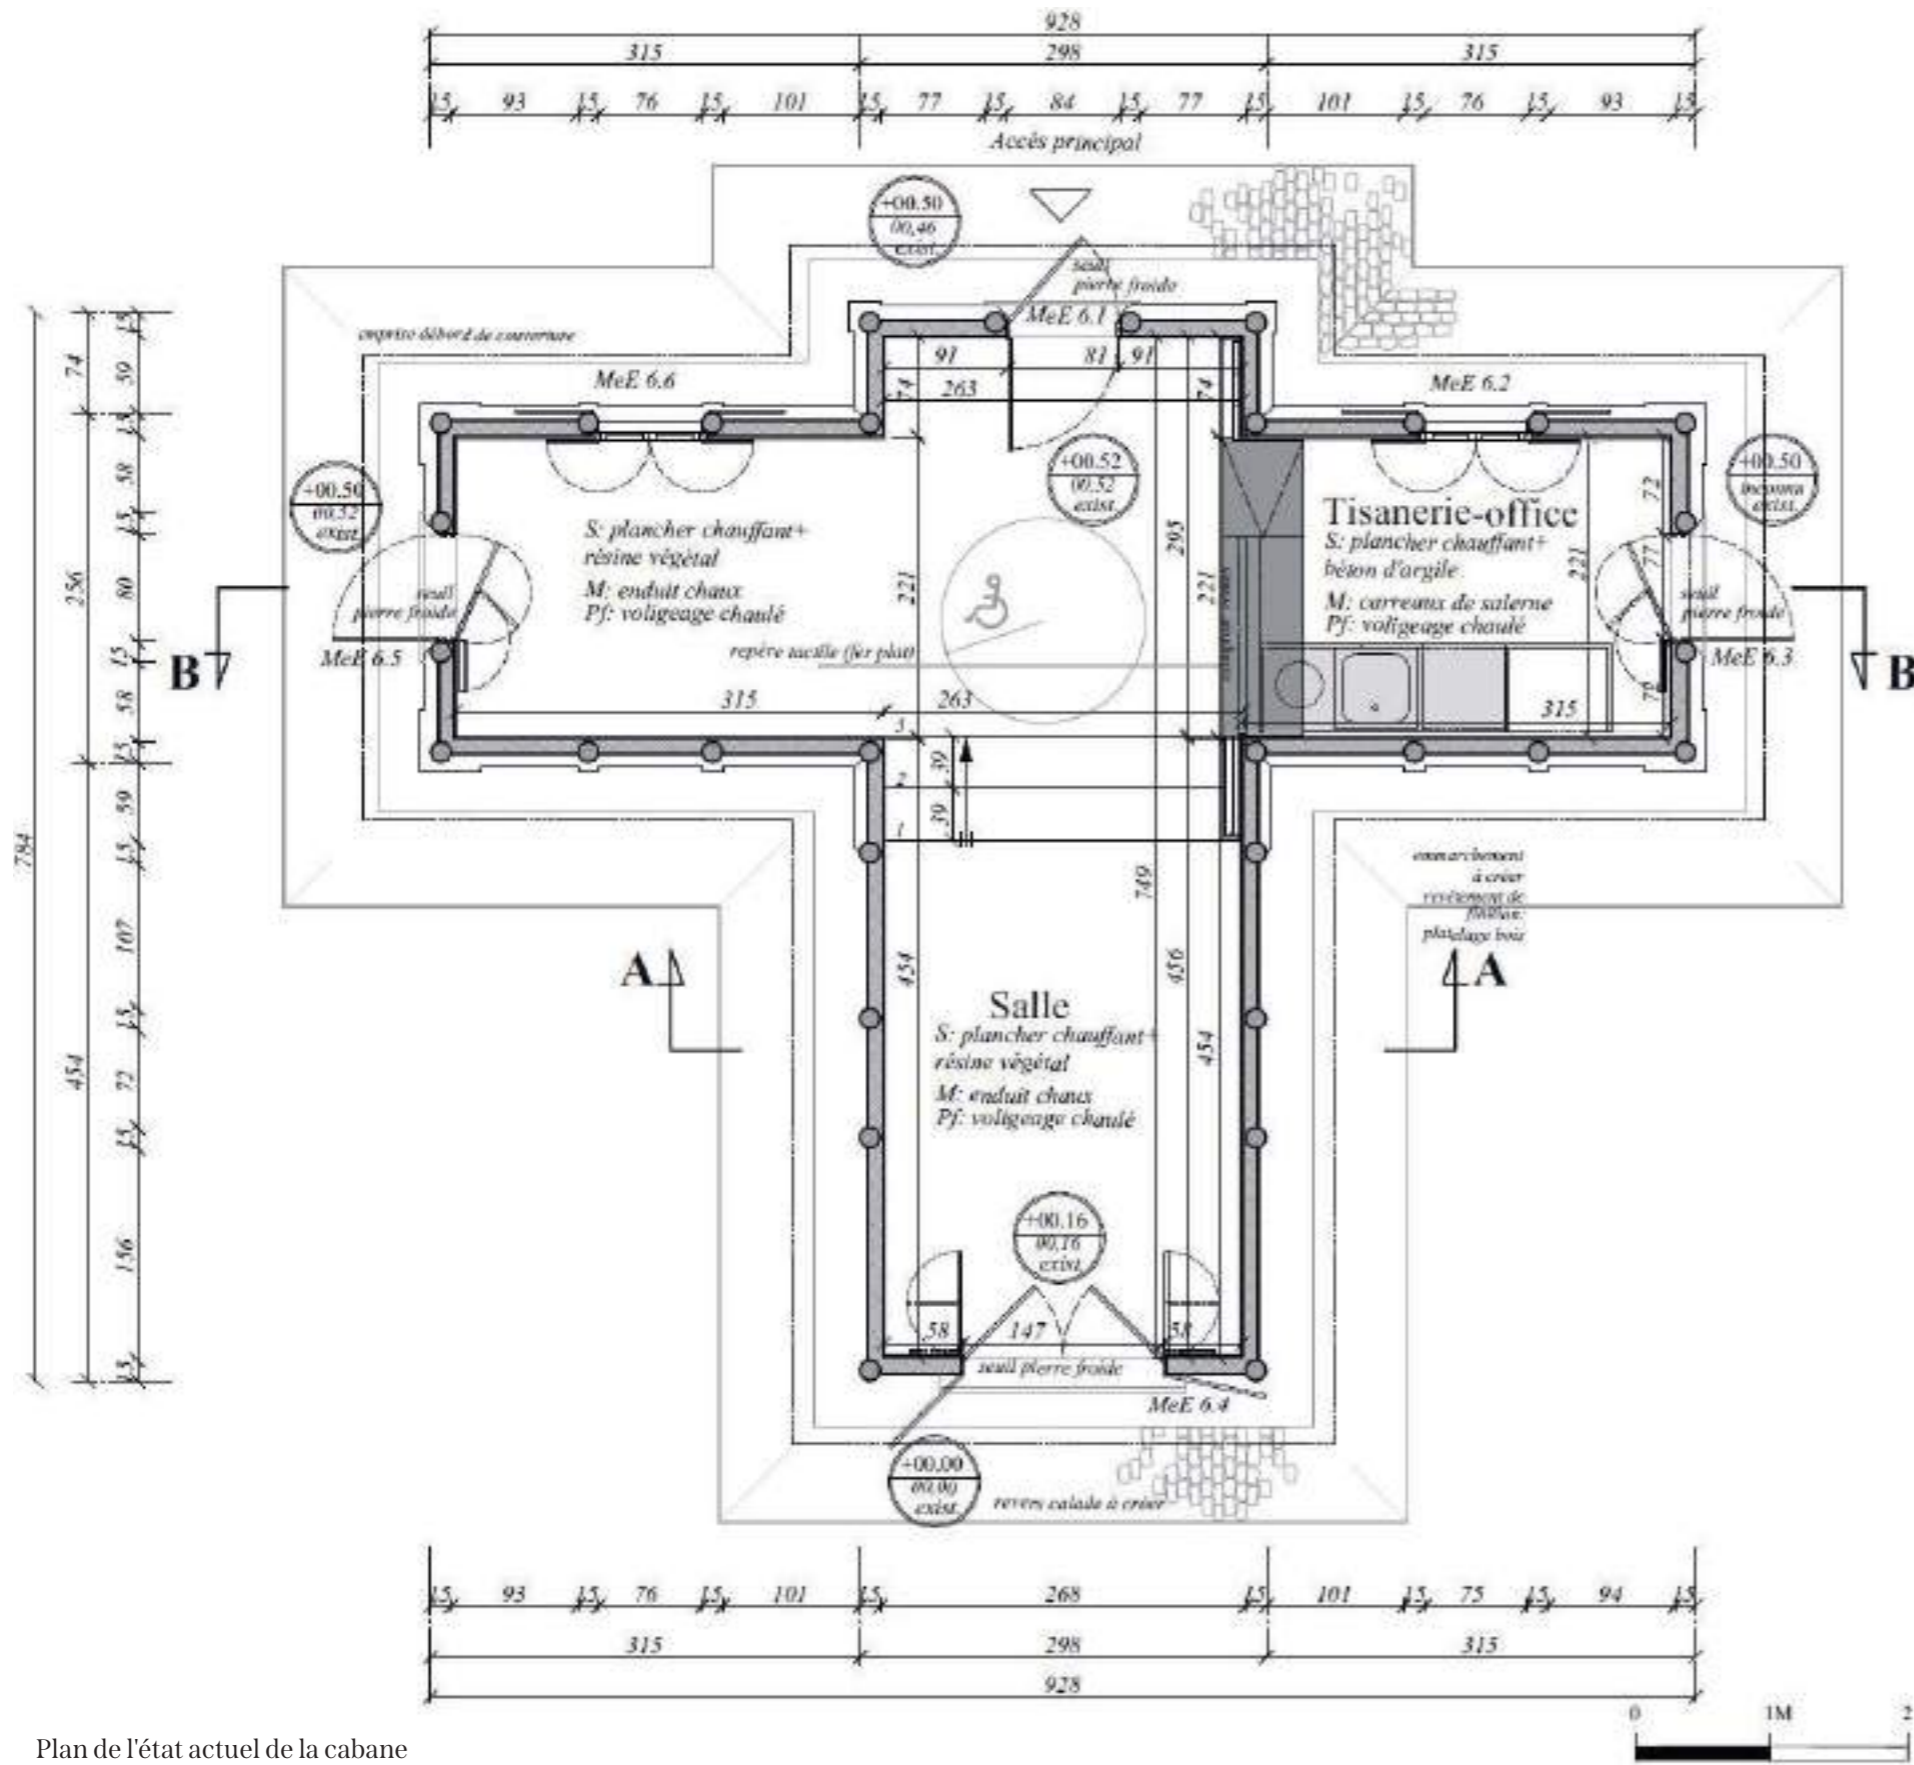 928
315 298 315
15 93 15 76 15 101 15 77 15 84 15 77 15 101 15 76 15 93 15
Accès principal
+00.50
00,46
exist.
seuil
pierre froide
MeE 6.1
emprise débord de couverture
MeE 6.6
MeE 6.2
91 81 91
263
74
74
+00.50
00,52
exist.
+00.52
00.52
exist.
+00.50
inconnu
exist.
S: plancher chauffant+
résine végétal
M: enduit chaux
Pf: voligeage chaulé
Tisanerie-office
S: plancher chauffant+
béton d'argile
M: carreaux de salerne
Pf: voligeage chaulé
72
77
72
221
295
221
221
seuil
pierre froide
MeE 6.5
seuil
pierre froide
MeE 6.3
B
B
repère tactile (fer plat)
315 263 315
3
39
2
39
1
749
454
456
454
emmarchement
à créer
revêtement de
finition:
platelage bois
A
A
Salle
S: plancher chauffant+
résine végétal
M: enduit chaux
Pf: voligeage chaulé
+00.16
00,16
exist.
58 147 58
seuil pierre froide
MeE 6.4
+00.00
00.00
exist.
revers calade à créer
784
74
256
454
15
59
15
58
15
80
15
58
15
59
15
107
15
72
15
156
15
15 93 15 76 15 101 15 268 15 101 15 75 15 94 15
315 298 315
928
0 1M 2
Plan de l'état actuel de la cabane